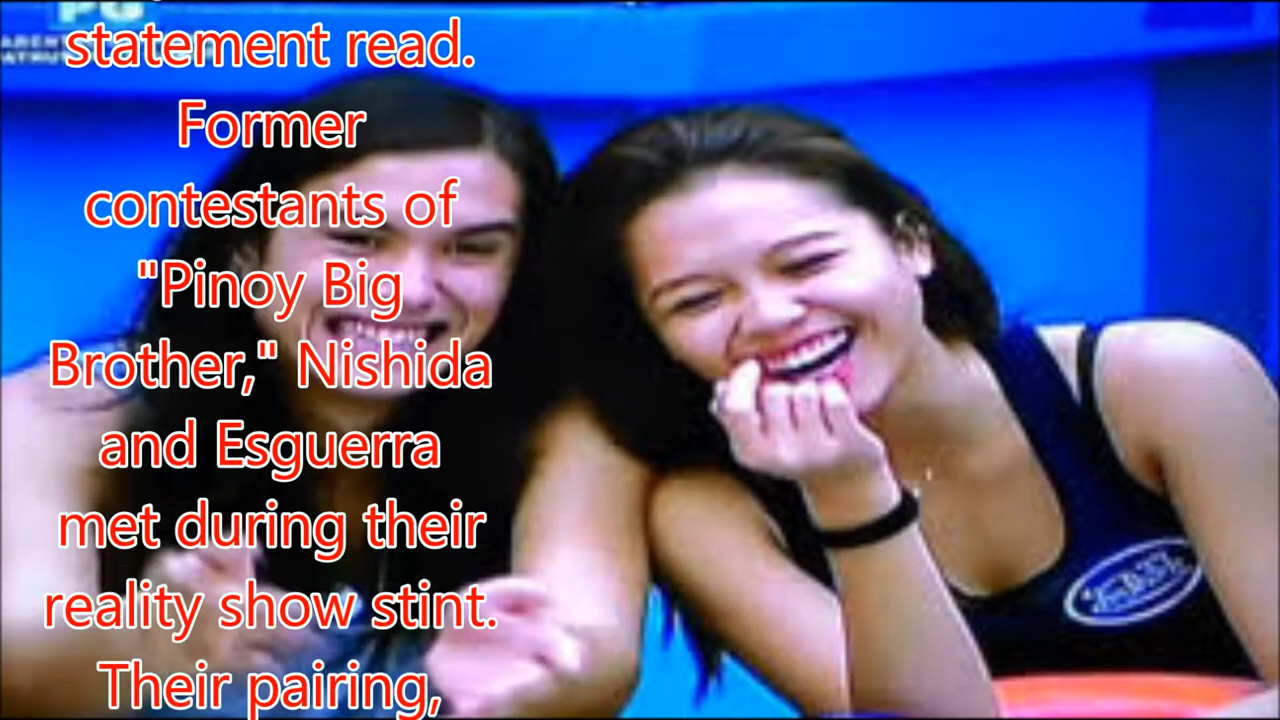 PG
statement read.
Former
contestants of
"Pinoy Big
Brother," Nishida
and Esguerra
met during their
reality show stint.
Their pairing,